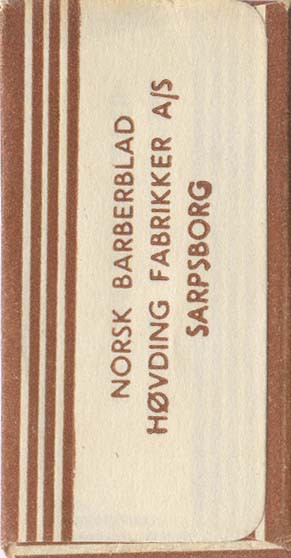 NORSK BARBERBLAD
HØVDING FABRIKKER A/S
SARPSBORG